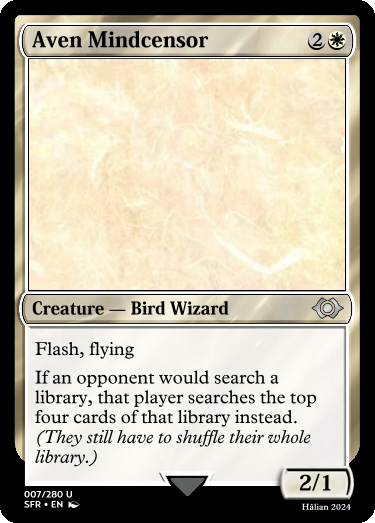 Aven Mindcensor 2
Creature — Bird Wizard
Flash, flying
If an opponent would search a
library, that player searches the top
four cards of that library instead.
(They still have to shuffle their whole
library.)
2/1
007/280 U
SFR • EN
Hālian 2024